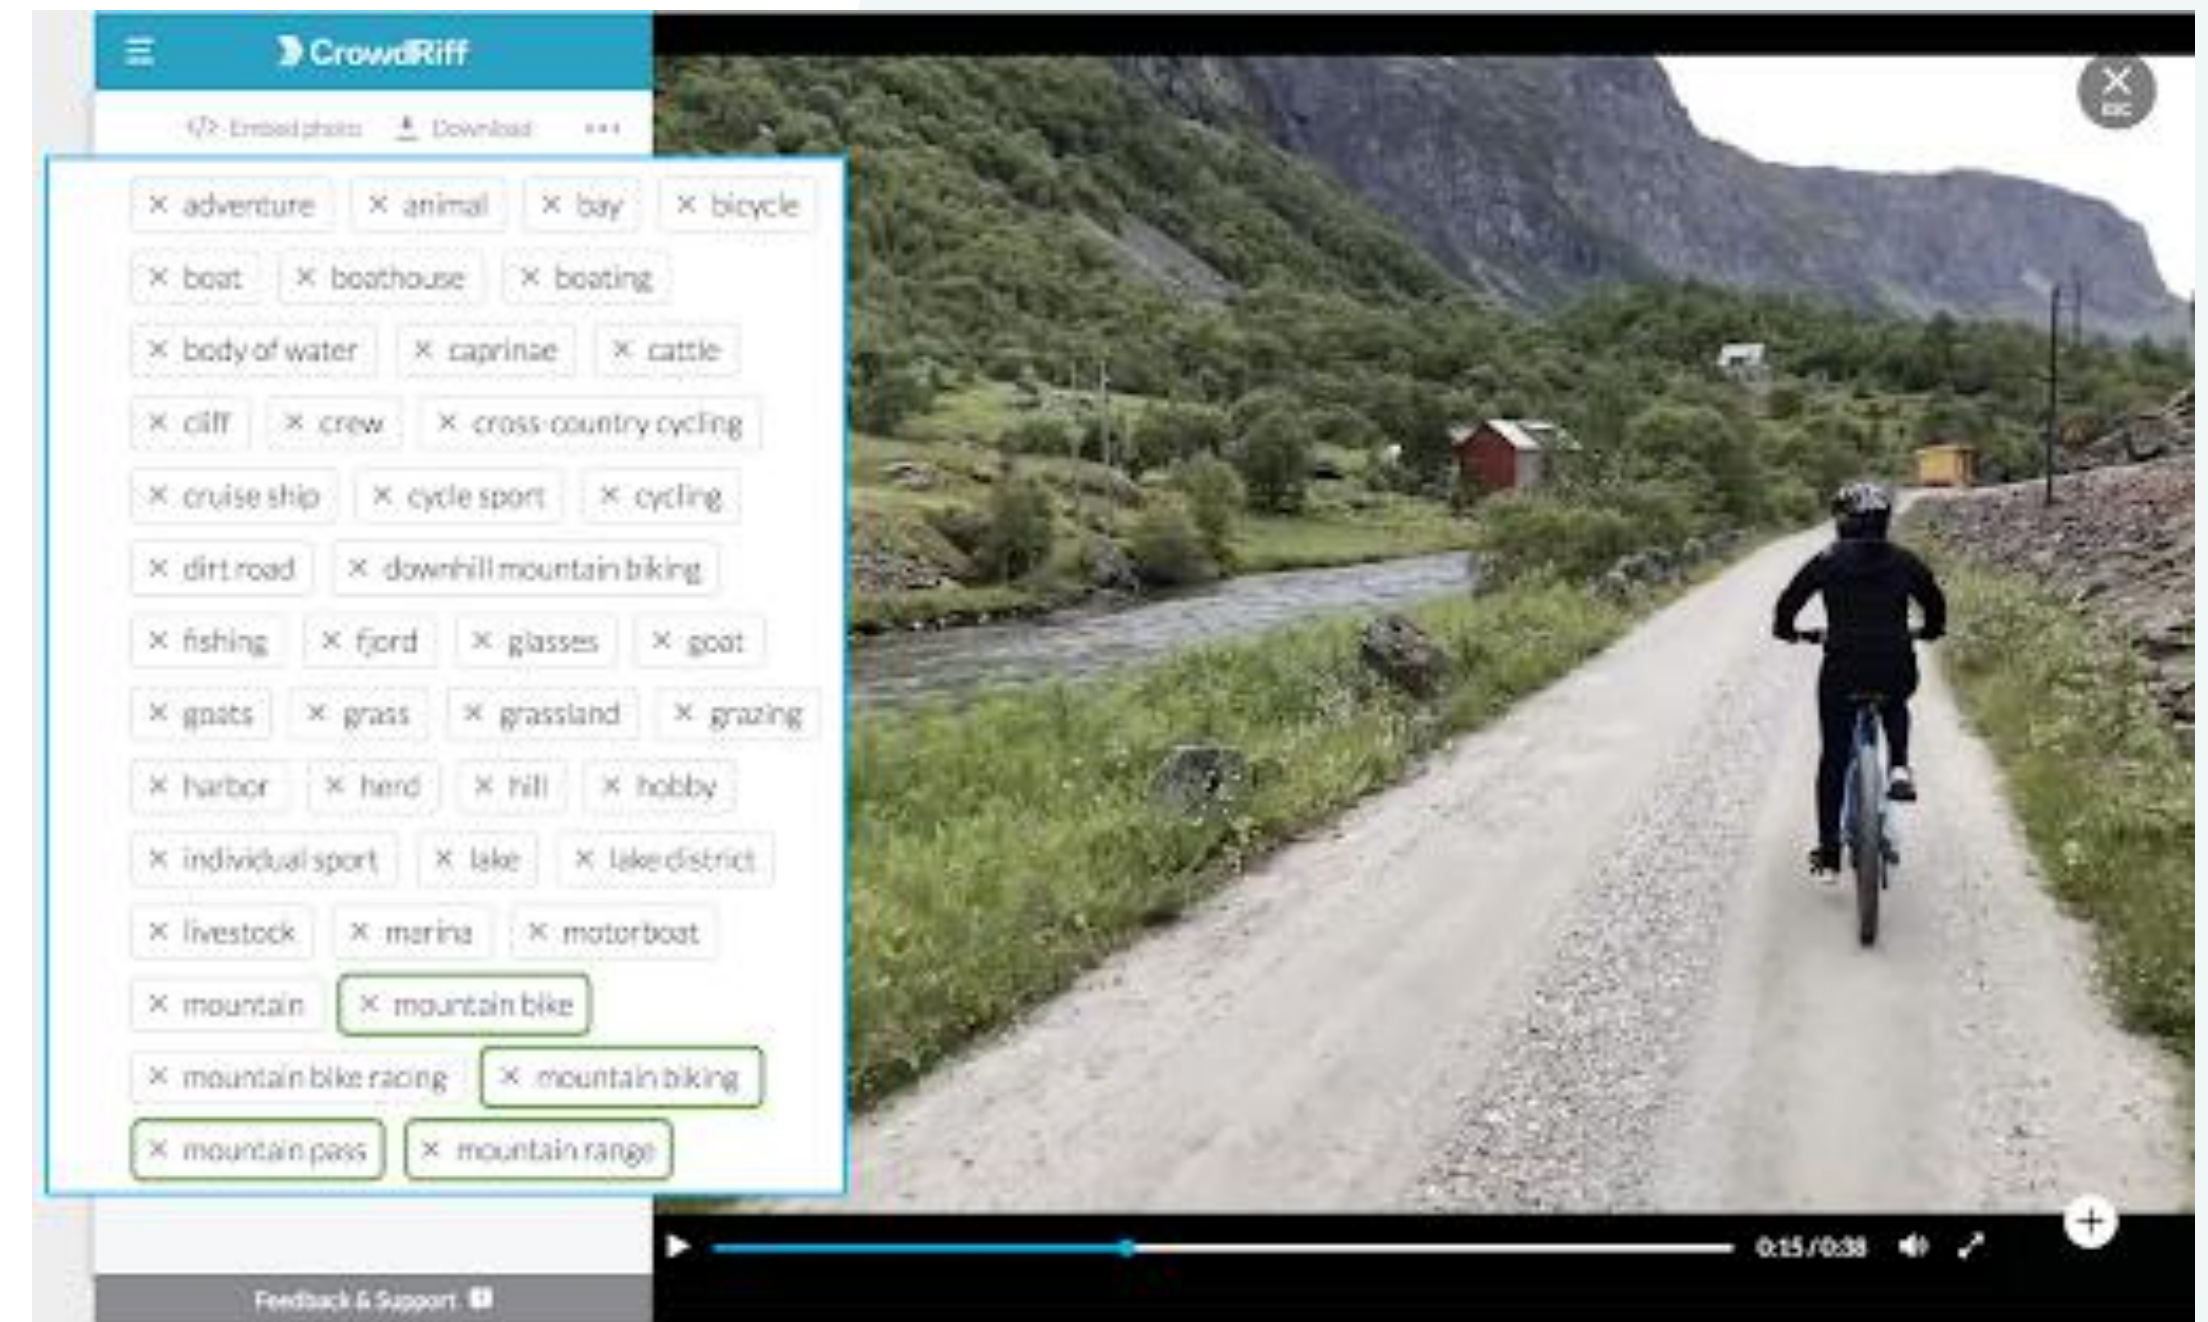 CrowdRiff
</> Embed photo Download •••
× adventure × animal × bay × bicycle
× boat × boathouse × boating
× body of water × caprinae × cattle
× cliff × crew × cross-country cycling
× cruise ship × cycle sport × cycling
× dirt road × downhill mountain biking
× fishing × fjord × glasses × goat
× goats × grass × grassland × grazing
× harbor × herd × hill × hobby
× individual sport × lake × lake district
× livestock × marina × motorboat
× mountain × mountain bike
× mountain bike racing × mountain biking
× mountain pass × mountain range
Feedback & Support
× ESC
0:15 / 0:38